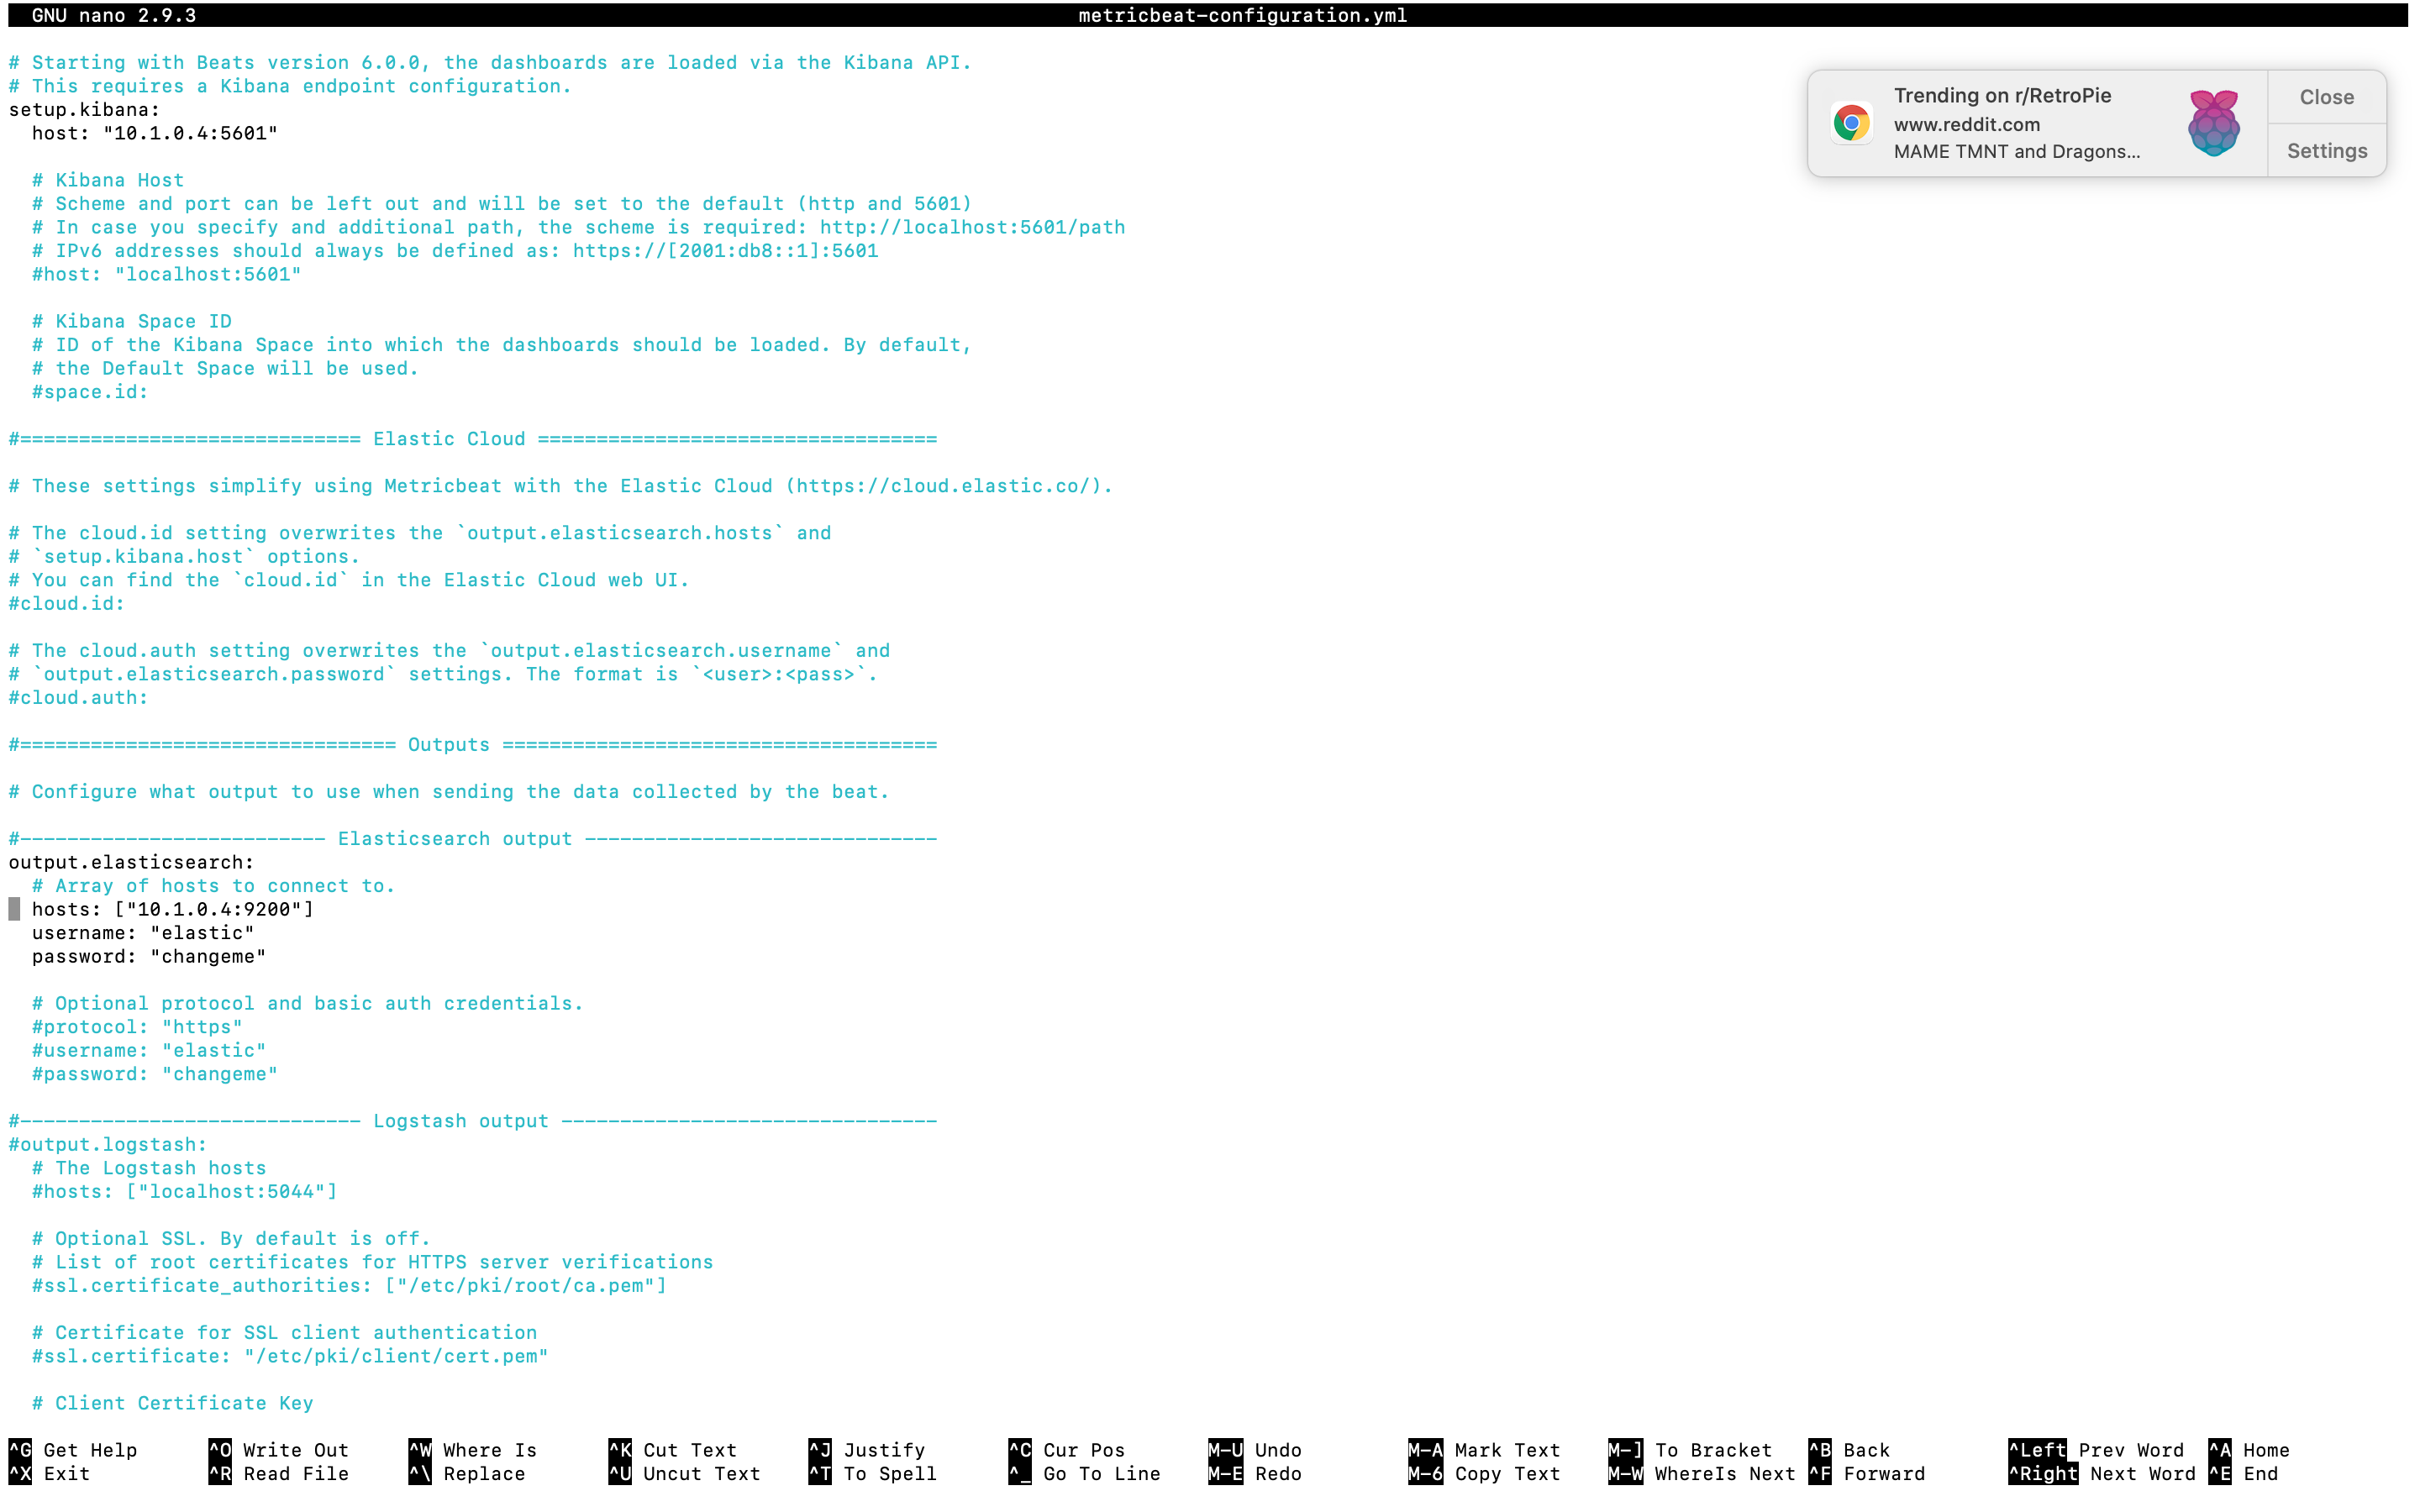 GNU nano 2.9.3 metricbeat-configuration.yml
# Starting with Beats version 6.0.0, the dashboards are loaded via the Kibana API.
# This requires a Kibana endpoint configuration.
setup.kibana:
host: "10.1.0.4:5601"
Trending on r/RetroPie
www.reddit.com
MAME TMNT and Dragons...
Close
Settings
# Kibana Host
# Scheme and port can be left out and will be set to the default (http and 5601)
# In case you specify and additional path, the scheme is required: http://localhost:5601/path
# IPv6 addresses should always be defined as: https://[2001:db8::1]:5601
#host: "localhost:5601"
# Kibana Space ID
# ID of the Kibana Space into which the dashboards should be loaded. By default,
# the Default Space will be used.
#space.id:
#============================= Elastic Cloud ==================================
# These settings simplify using Metricbeat with the Elastic Cloud (https://cloud.elastic.co/).
# The cloud.id setting overwrites the `output.elasticsearch.hosts` and
# `setup.kibana.host` options.
# You can find the `cloud.id` in the Elastic Cloud web UI.
#cloud.id:
# The cloud.auth setting overwrites the `output.elasticsearch.username` and
# `output.elasticsearch.password` settings. The format is `<user>:<pass>`.
#cloud.auth:
#================================ Outputs =====================================
# Configure what output to use when sending the data collected by the beat.
#-------------------------- Elasticsearch output ------------------------------
output.elasticsearch:
# Array of hosts to connect to.
hosts: ["10.1.0.4:9200"]
username: "elastic"
password: "changeme"
# Optional protocol and basic auth credentials.
#protocol: "https"
#username: "elastic"
#password: "changeme"
#----------------------------- Logstash output --------------------------------
#output.logstash:
# The Logstash hosts
#hosts: ["localhost:5044"]
# Optional SSL. By default is off.
# List of root certificates for HTTPS server verifications
#ssl.certificate_authorities: ["/etc/pki/root/ca.pem"]
# Certificate for SSL client authentication
#ssl.certificate: "/etc/pki/client/cert.pem"
# Client Certificate Key
^G Get Help ^O Write Out ^W Where Is ^K Cut Text ^J Justify ^C Cur Pos M-U Undo M-A Mark Text M-] To Bracket ^B Back ^Left Prev Word ^A Home
^X Exit ^R Read File ^\ Replace ^U Uncut Text ^T To Spell ^_ Go To Line M-E Redo M-6 Copy Text M-W WhereIs Next ^F Forward ^Right Next Word ^E End